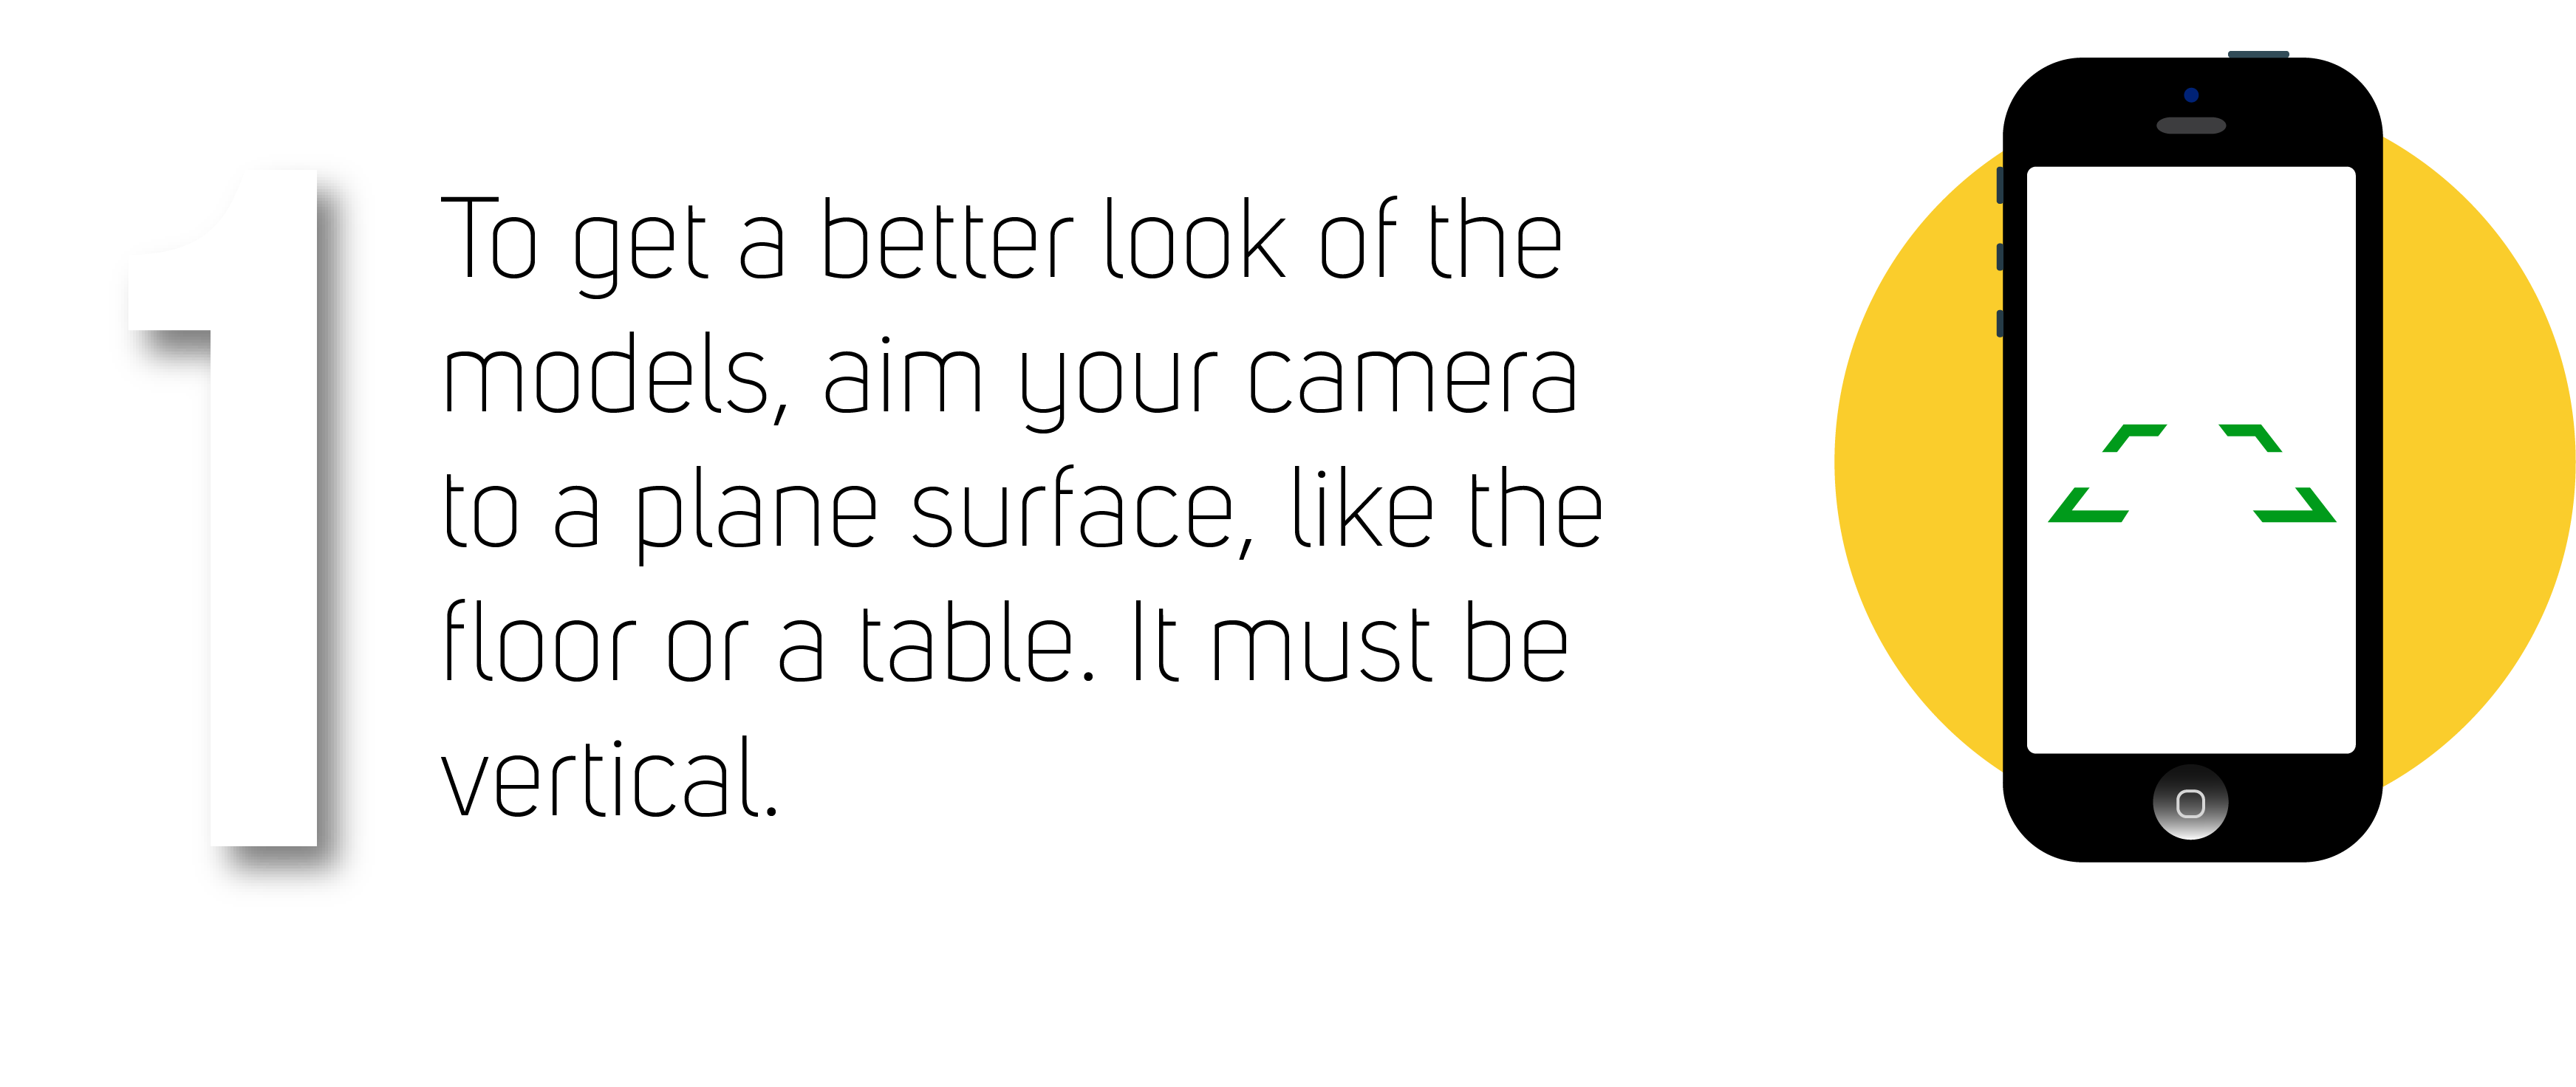 1
To get a better look of the
models, aim your camera
to a plane surface, like the
floor or a table. It must be
vertical.